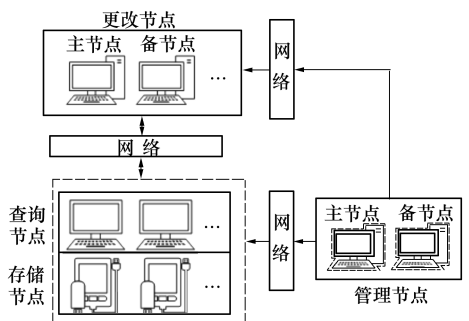 更改节点
主节点 备节点
…
网络
网络
查询节点
…
存储节点
…
网络
主节点 备节点
管理节点